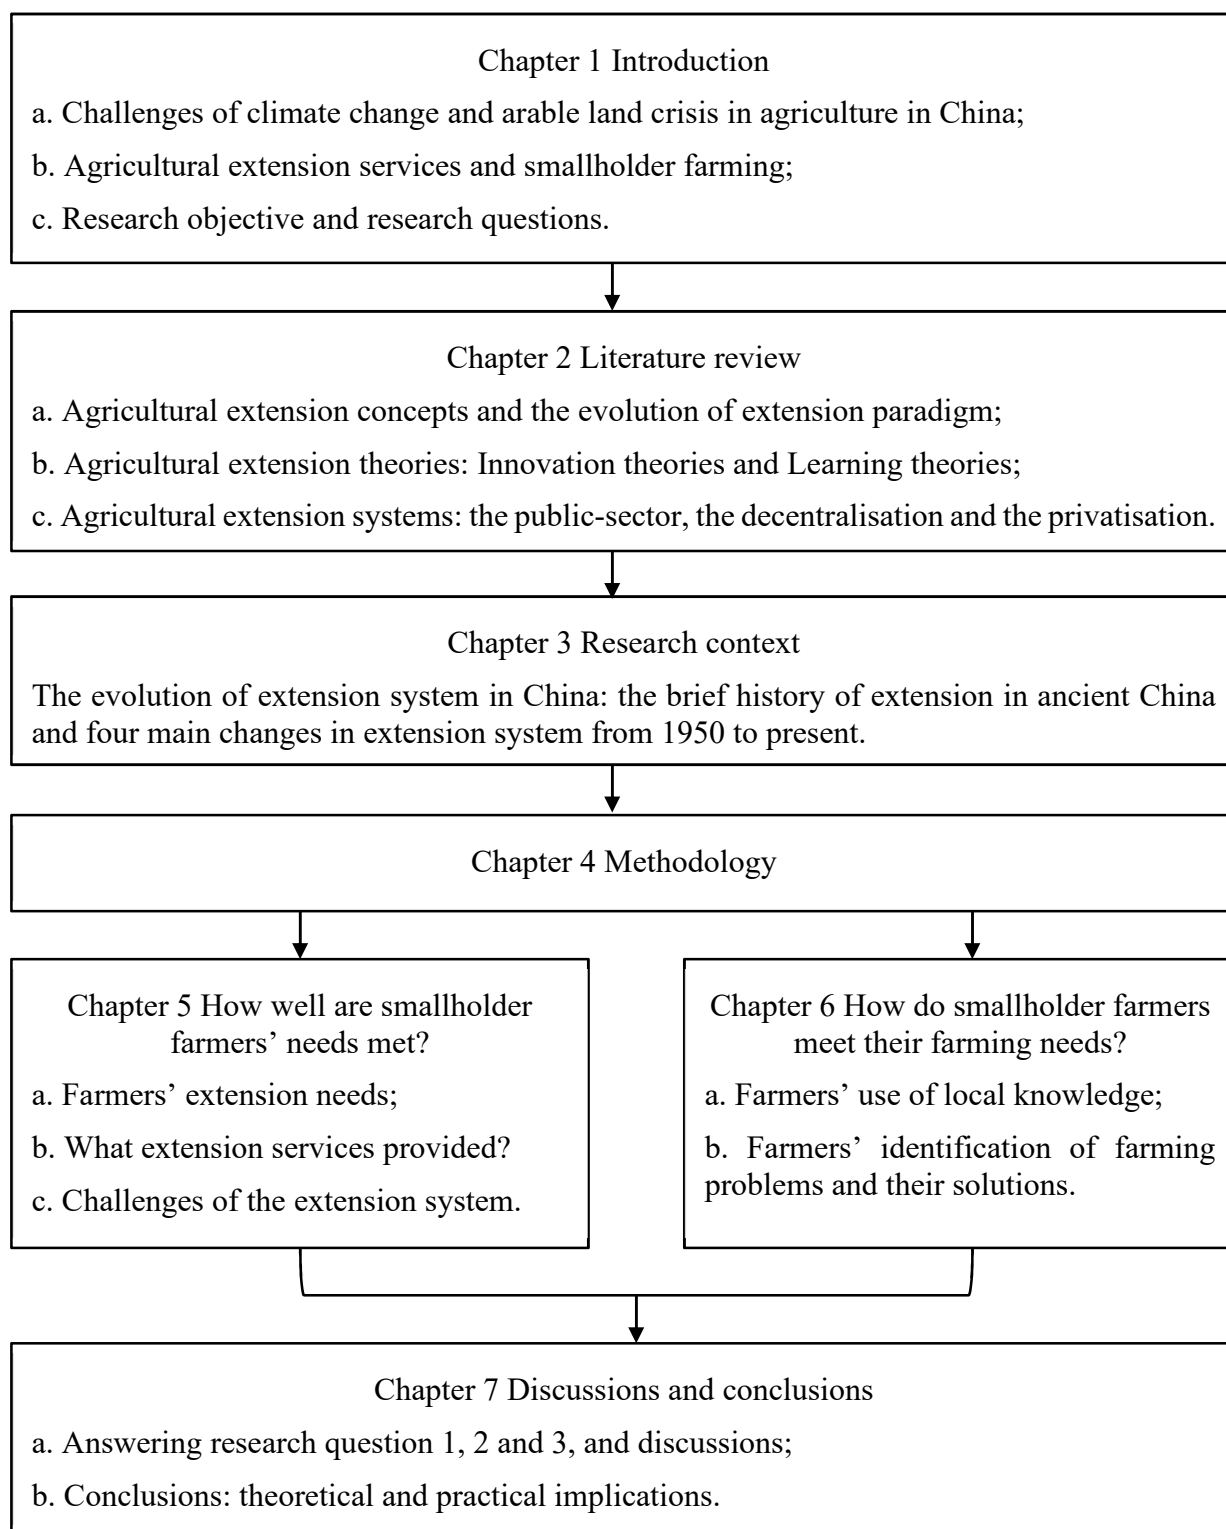 Chapter 1 Introduction
a. Challenges of climate change and arable land crisis in agriculture in China;
b. Agricultural extension services and smallholder farming;
c. Research objective and research questions.
Chapter 2 Literature review
a. Agricultural extension concepts and the evolution of extension paradigm;
b. Agricultural extension theories: Innovation theories and Learning theories;
c. Agricultural extension systems: the public-sector, the decentralisation and the privatisation.
Chapter 3 Research context
The evolution of extension system in China: the brief history of extension in ancient China
and four main changes in extension system from 1950 to present.
Chapter 4 Methodology
Chapter 5 How well are smallholder
farmers’ needs met?
a. Farmers’ extension needs;
b. What extension services provided?
c. Challenges of the extension system.
Chapter 6 How do smallholder farmers
meet their farming needs?
a. Farmers’ use of local knowledge;
b. Farmers’ identification of farming
problems and their solutions.
Chapter 7 Discussions and conclusions
a. Answering research question 1, 2 and 3, and discussions;
b. Conclusions: theoretical and practical implications.